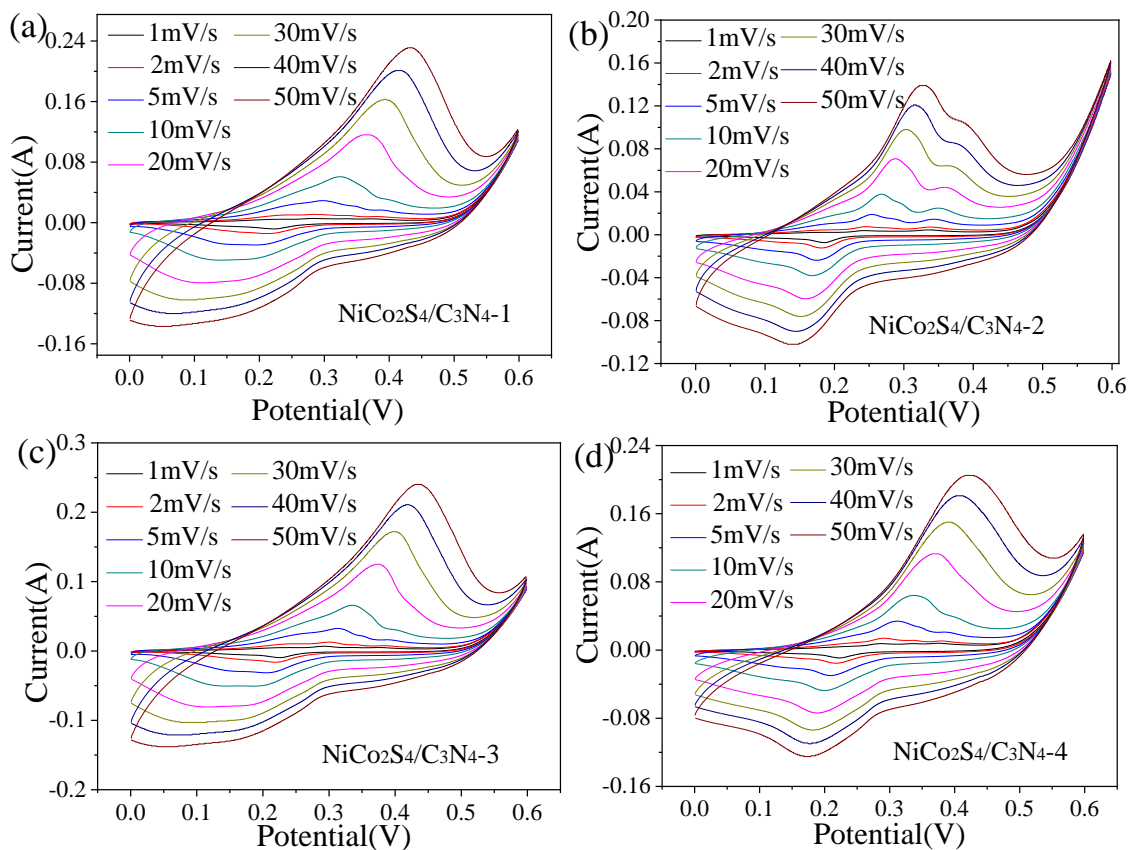 (a)
1mV/s 30mV/s
2mV/s 40mV/s
5mV/s 50mV/s
10mV/s
20mV/s
0.24
0.16
0.08
0.00
-0.08
-0.16
Current(A)
NiCo2S4/C3N4-1
0.0 0.1 0.2 0.3 0.4 0.5 0.6
Potential(V)
(b)
1mV/s 30mV/s
2mV/s 40mV/s
5mV/s 50mV/s
10mV/s
20mV/s
0.20
0.16
0.12
0.08
0.04
0.00
-0.04
-0.08
-0.12
Current(A)
NiCo2S4/C3N4-2
0.0 0.1 0.2 0.3 0.4 0.5 0.6
Potential(V)
(c)
1mV/s 30mV/s
2mV/s 40mV/s
5mV/s 50mV/s
10mV/s
20mV/s
0.3
0.2
0.1
0.0
-0.1
-0.2
Current(A)
NiCo2S4/C3N4-3
0.0 0.1 0.2 0.3 0.4 0.5 0.6
Potential(V)
(d)
1mV/s 30mV/s
2mV/s 40mV/s
5mV/s 50mV/s
10mV/s
20mV/s
0.24
0.16
0.08
0.00
-0.08
-0.16
Current(A)
NiCo2S4/C3N4-4
0.0 0.1 0.2 0.3 0.4 0.5 0.6
Potential(V)